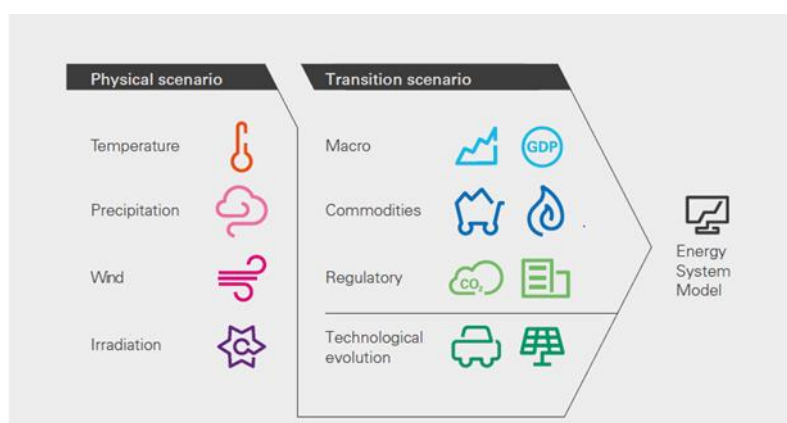 Physical scenario
Transition scenario
Temperature
Macro
GDP
Precipitation
Commodities
Wind
Regulatory
CO₂
Irradiation
Technological
evolution
Energy
System
Model